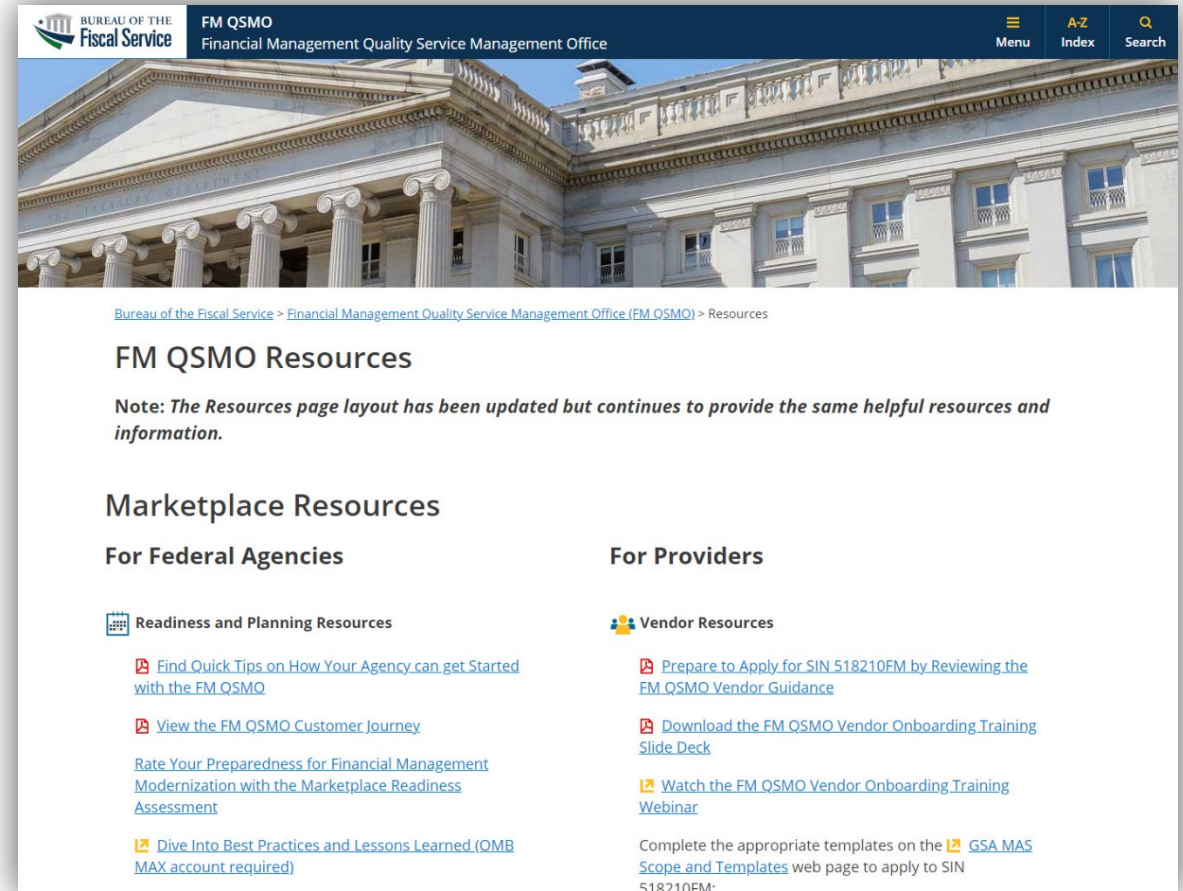 BUREAU OF THE
Fiscal Service
FM QSMO
Financial Management Quality Service Management Office
Menu
A-Z
Index
Search
THE TREASURY DEPARTMENT
Bureau of the Fiscal Service > Financial Management Quality Service Management Office (FM QSMO) > Resources
FM QSMO Resources
Note: The Resources page layout has been updated but continues to provide the same helpful resources and
information.
Marketplace Resources
For Federal Agencies
Readiness and Planning Resources
Find Quick Tips on How Your Agency can get Started
with the FM QSMO
View the FM QSMO Customer Journey
Rate Your Preparedness for Financial Management
Modernization with the Marketplace Readiness
Assessment
Dive Into Best Practices and Lessons Learned (OMB
MAX account required)
For Providers
Vendor Resources
Prepare to Apply for SIN 518210FM by Reviewing the
FM QSMO Vendor Guidance
Download the FM QSMO Vendor Onboarding Training
Slide Deck
Watch the FM QSMO Vendor Onboarding Training
Webinar
Complete the appropriate templates on the GSA MAS
Scope and Templates web page to apply to SIN
518210FM: